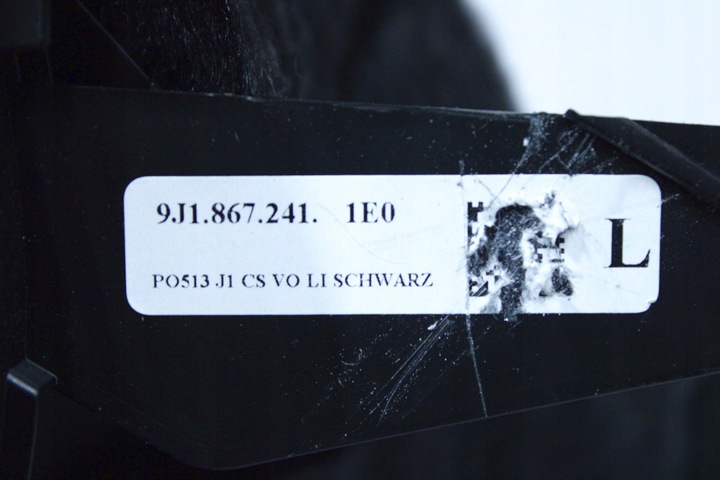 9J1.867.241. 1E0
L
PO513 J1 CS VO LI SCHWARZ